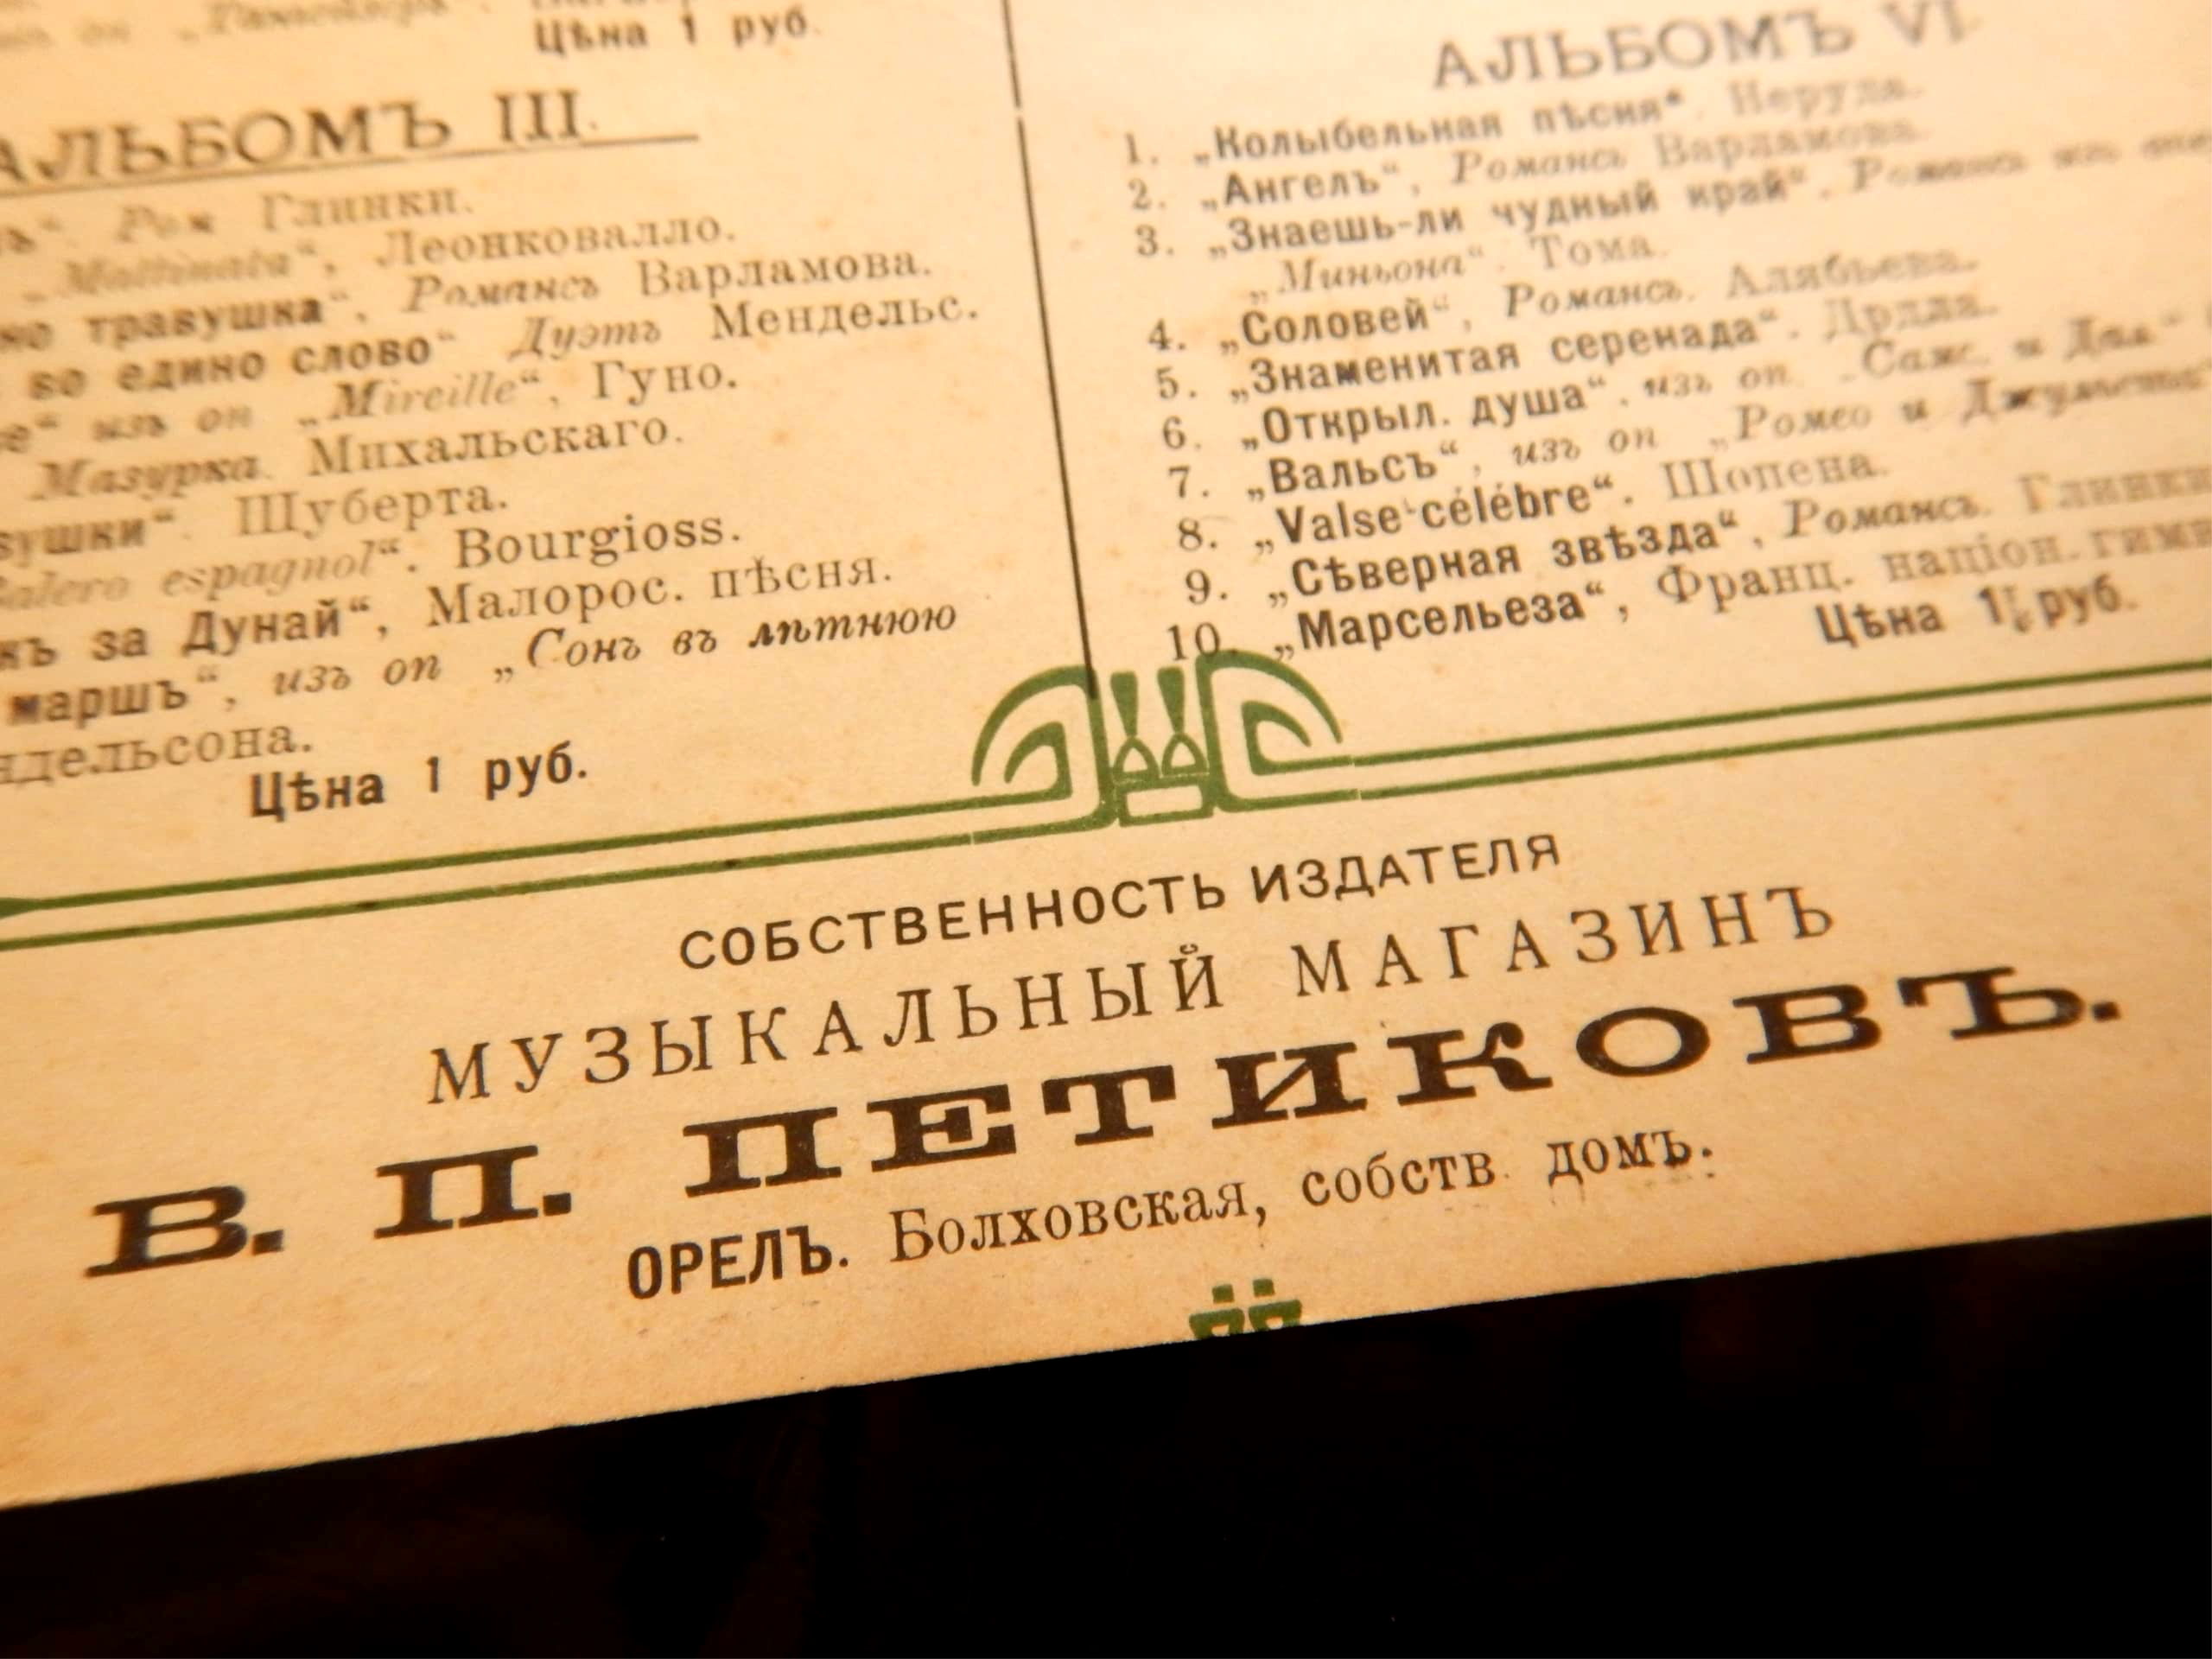 Цѣна 1 руб.
АЛЬБОМЪ III.
Глинки.
„Mattinata“, Леонковалло.
травушка“, Романсъ Варламова.
во едино слово“ Дуэтъ Мендельс.
изъ оп „Mireille“, Гуно.
Мазурка. Михальскаго.
Шуберта.
espagnol“. Bourgioss.
за Дунай“, Малорос. пѣсня.
маршъ“, изъ оп „Сонъ въ лѣтнюю
Цѣна 1 руб.
АЛЬБОМЪ VI.
1. „Колыбельная пѣсня“. Неруда.
2. „Ангелъ“, Романсъ Варламова.
3. „Знаешь-ли чудный край“. Романсъ изъ
„Миньона“. Тома.
4. „Соловей“, Романсъ. Алябьева.
5. „Знаменитая серенада“. Дрдла.
6. „Открыл. душа“. изъ оп. „Самс. и Дал.“
7. „Вальсъ“, изъ оп „Ромео и Джульета“
8. „Valse célébre“. Шопена.
9. „Сѣверная звѣзда“, Романсъ. Глинки
10. „Марсельеза“, Франц. націон. гимн
Цѣна руб.
СОБСТВЕННОСТЬ ИЗДАТЕЛЯ
МУЗЫКАЛЬНЫЙ МАГАЗИНЪ
В. П. ПЕТИКОВЪ.
ОРЕЛЪ. Болховская, собств. домъ.